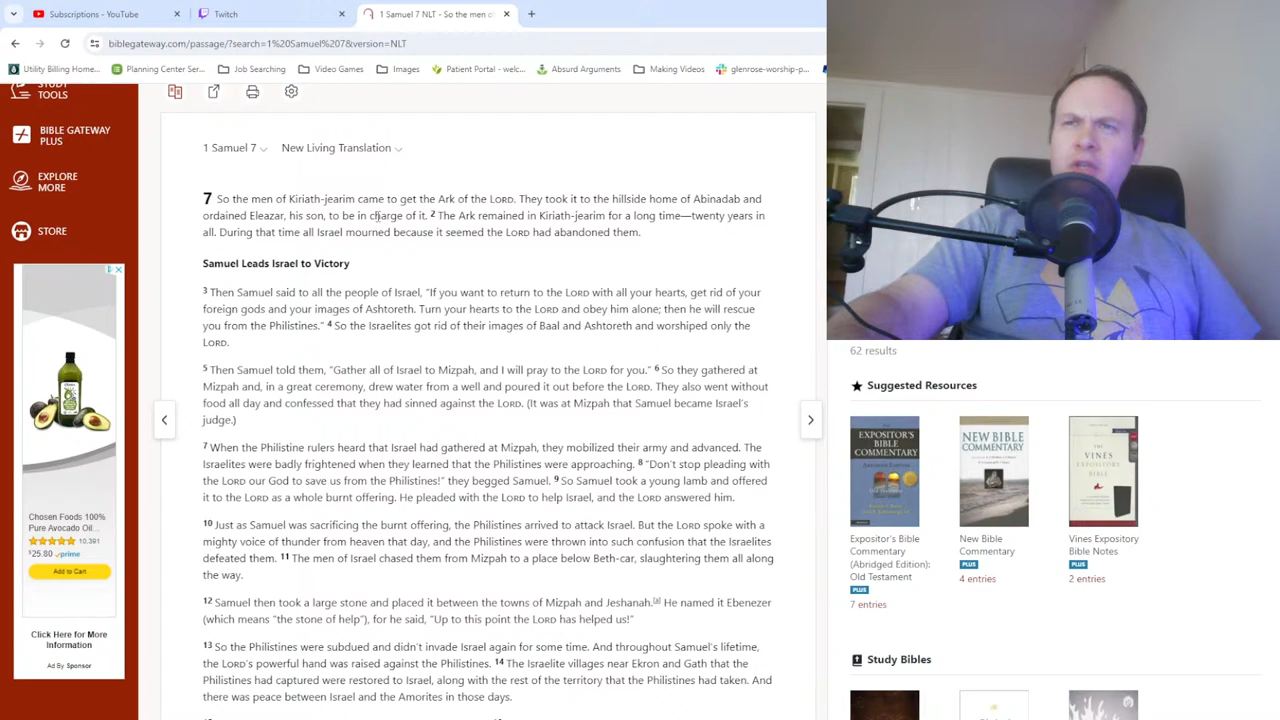 Subscriptions - YouTube
Twitch
1 Samuel 7 NLT - So the men of
biblegateway.com/passage/?search=1%20Samuel%207&version=NLT
Utility Billing Home...
Planning Center Ser...
Job Searching
Video Games
Images
Patient Portal - welc...
Absurd Arguments
Making Videos
glenrose-worship-p...
STUDY
TOOLS
BIBLE GATEWAY
PLUS
EXPLORE
MORE
STORE
Chosen Foods 100%
Pure Avocado Oil...
10,391
$25.80 prime
Add to Cart
Click Here for More
Information
Ad By Sponsor
1 Samuel 7
New Living Translation
7 So the men of Kiriath-jearim came to get the Ark of the LORD. They took it to the hillside home of Abinadab and
ordained Eleazar, his son, to be in charge of it. 2 The Ark remained in Kiriath-jearim for a long time—twenty years in
all. During that time all Israel mourned because it seemed the LORD had abandoned them.
Samuel Leads Israel to Victory
3 Then Samuel said to all the people of Israel, “If you want to return to the LORD with all your hearts, get rid of your
foreign gods and your images of Ashtoreth. Turn your hearts to the LORD and obey him alone; then he will rescue
you from the Philistines.” 4 So the Israelites got rid of their images of Baal and Ashtoreth and worshiped only the
LORD.
5 Then Samuel told them, “Gather all of Israel to Mizpah, and I will pray to the LORD for you.” 6 So they gathered at
Mizpah and, in a great ceremony, drew water from a well and poured it out before the LORD. They also went without
food all day and confessed that they had sinned against the LORD. (It was at Mizpah that Samuel became Israel’s
judge.)
7 When the Philistine rulers heard that Israel had gathered at Mizpah, they mobilized their army and advanced. The
Israelites were badly frightened when they learned that the Philistines were approaching. 8 “Don’t stop pleading with
the LORD our God to save us from the Philistines!” they begged Samuel. 9 So Samuel took a young lamb and offered
it to the LORD as a whole burnt offering. He pleaded with the LORD to help Israel, and the LORD answered him.
10 Just as Samuel was sacrificing the burnt offering, the Philistines arrived to attack Israel. But the LORD spoke with a
mighty voice of thunder from heaven that day, and the Philistines were thrown into such confusion that the Israelites
defeated them. 11 The men of Israel chased them from Mizpah to a place below Beth-car, slaughtering them all along
the way.
12 Samuel then took a large stone and placed it between the towns of Mizpah and Jeshanah.[a] He named it Ebenezer
(which means “the stone of help”), for he said, “Up to this point the LORD has helped us!”
13 So the Philistines were subdued and didn’t invade Israel again for some time. And throughout Samuel’s lifetime,
the LORD’s powerful hand was raised against the Philistines. 14 The Israelite villages near Ekron and Gath that the
Philistines had captured were restored to Israel, along with the rest of the territory that the Philistines had taken. And
there was peace between Israel and the Amorites in those days.
62 results
Suggested Resources
EXPOSITOR'S
BIBLE
COMMENTARY
NEW BIBLE
COMMENTARY
THE
VINES
EXPOSITORY
BIBLE
Expositor's Bible
Commentary
(Abridged Edition):
Old Testament
PLUS
7 entries
New Bible
Commentary
PLUS
4 entries
Vines Expository
Bible Notes
PLUS
2 entries
Study Bibles